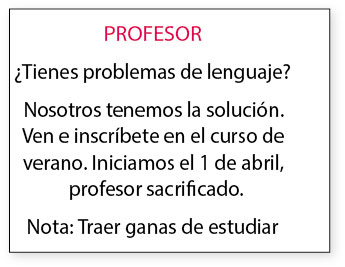 PROFESOR
¿Tienes problemas de lenguaje?
Nosotros tenemos la solución.
Ven e inscríbete en el curso de
verano. Iniciamos el 1 de abril,
profesor sacrificado.
Nota: Traer ganas de estudiar